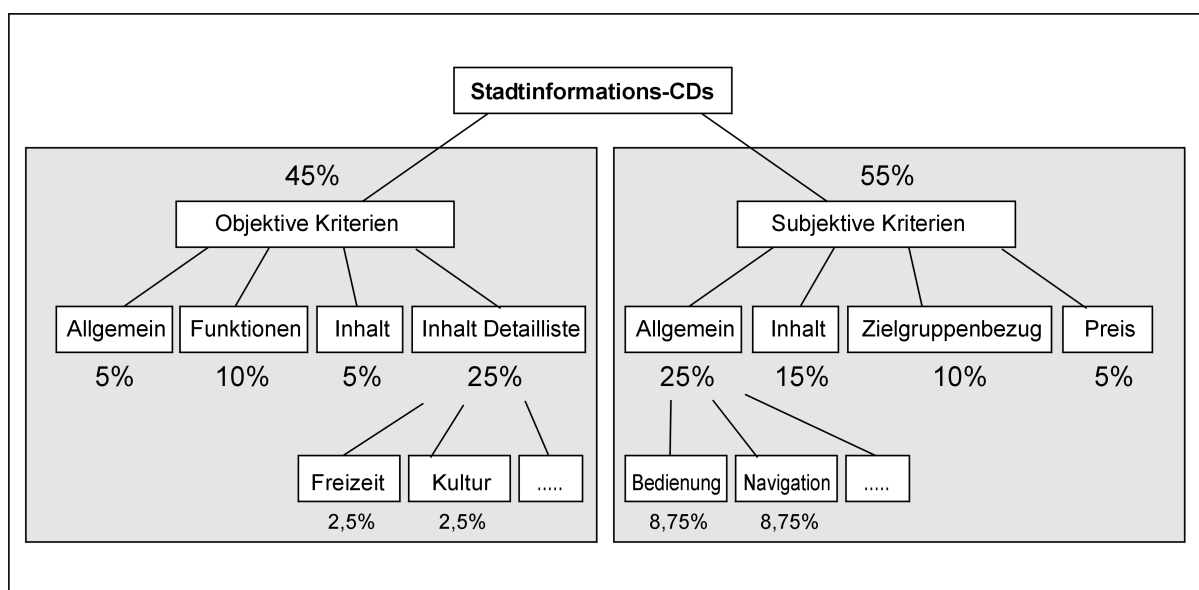 Stadtinformations-CDs
45%
55%
Objektive Kriterien
Subjektive Kriterien
Allgemein
Funktionen
Inhalt
Inhalt Detailliste
Allgemein
Inhalt
Zielgruppenbezug
Preis
5%
10%
5%
25%
25%
15%
10%
5%
Freizeit
Kultur
.....
Bedienung
Navigation
.....
2,5%
2,5%
8,75%
8,75%